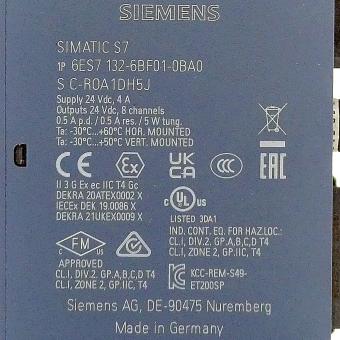 SIEMENS
SIMATIC S7
1P 6ES7 132-6BF01-0BA0
S C-R0A1DH5J
Supply 24 Vdc, 4 A
Outputs 24 Vdc, 8 channels
0.5 A p.d. / 0.5 A res. / 5 W tung.
Ta: -30°C...+60°C HOR. MOUNTED
Ta: -30°C...+50°C VERT. MOUNTED
CE Ex UKCA CCC EAC
II 3 G Ex ec IIC T4 Gc
DEKRA 20ATEX0002 X
IECEx DEK 19.0086 X
DEKRA 21UKEX0009 X
c UL US
LISTED 3DA1
IND. CONT. EQ. FOR HAZ.LOC.:
CL.I, DIV.2. GP.A,B,C,D T4
CL.I, ZONE 2, GP.IIC, T4
FM
APPROVED
CL.I, DIV.2. GP.A,B,C,D T4
CL.I, ZONE 2, GP.IIC, T4
KCC-REM-S49-
ET200SP
Siemens AG, DE-90475 Nuremberg
Made in Germany